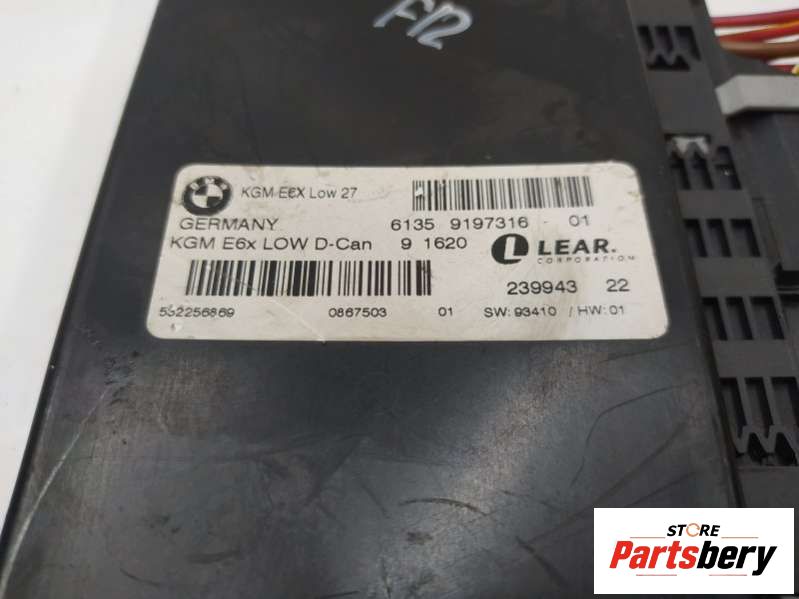 F12
KGM E6X Low 27
GERMANY 6135 9197316 - 01
KGM E6x LOW D-Can 9 1620 L LEAR.
CORPORATION
239943 22
532256869 0867503 01 SW: 93410 / HW: 01
STORE
Partsbery